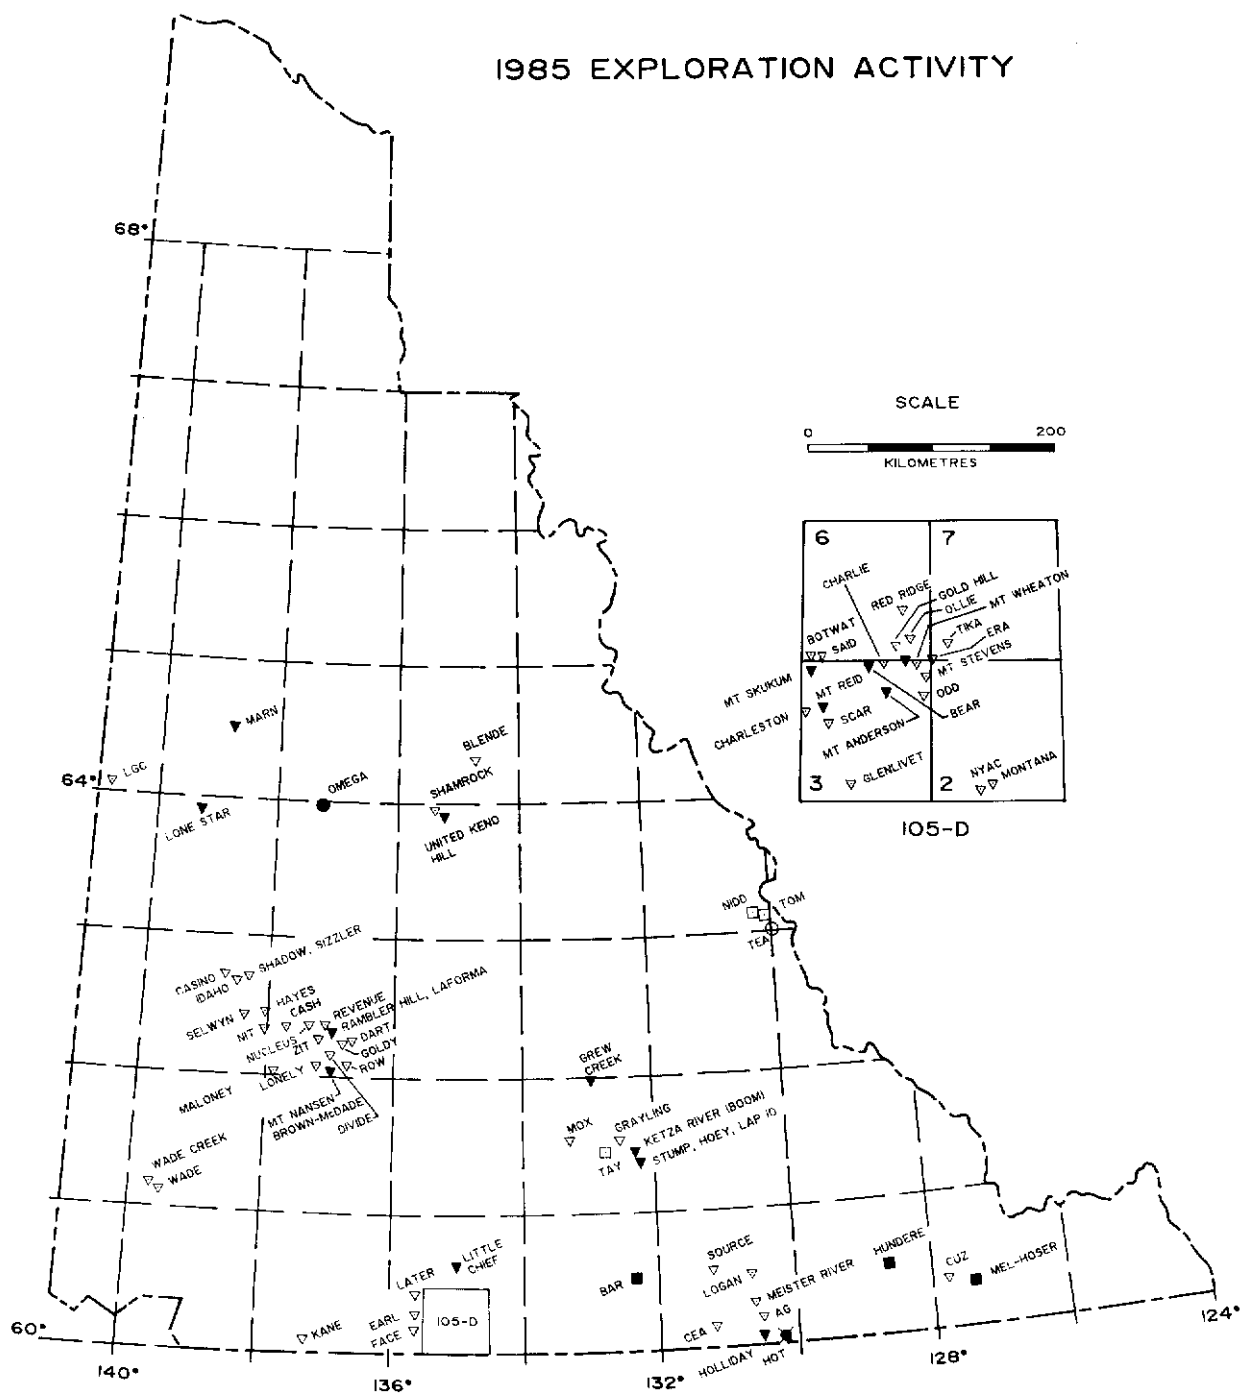 1985 EXPLORATION ACTIVITY
68°
SCALE
0 200
KILOMETRES
6
7
CHARLIE
RED RIDGE
GOLD HILL
OLLIE
MT WHEATON
BOTWAT
SAID
TIKA
ERA
MT STEVENS
MT SKUKUM
MT REID
ODD
BEAR
CHARLESTON
SCAR
MT ANDERSON
GLENLIVET
NYAC
MONTANA
3
2
105-D
MARN
BLENDE
64°
LGC
OMEGA
SHAMROCK
LONE STAR
UNITED KENO
HILL
NIDD
TOM
TEA
CASINO
SHADOW, SIZZLER
IDAHO
HAYES
SELWYN
CASH
REVENUE
RAMBLER HILL, LAFORMA
NIT
NUCLEUS
ZIT
DART
GOLDY
ROW
MALONEY
LONELY
MT NANSEN
BROWN-McDADE
DIVIDE
GREW
CREEK
MOX
GRAYLING
KETZA RIVER (BOOM)
TAY
STUMP, HOEY, LAP 10
WADE CREEK
WADE
LITTLE
CHIEF
LATER
EARL
FACE
105-D
KANE
BAR
SOURCE
LOGAN
MEISTER RIVER
AG
CEA
HOLLIDAY
HOT
HUNDERE
CUZ
MEL-HOSER
60°
140°
136°
132°
128°
124°